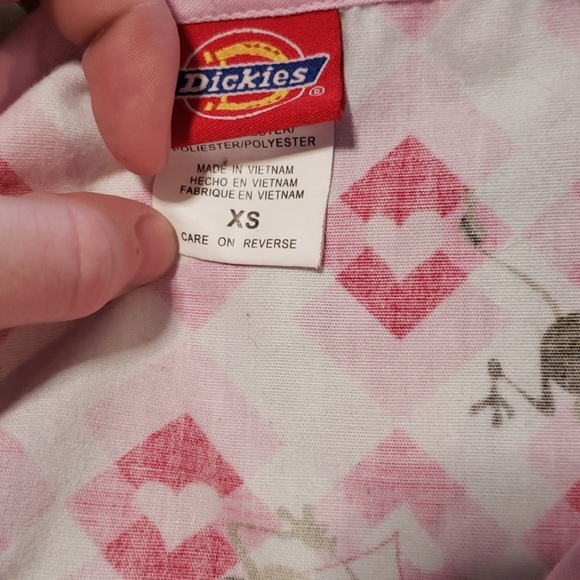 Dickies
®
POLIESTER/POLYESTER
MADE IN VIETNAM
HECHO EN VIETNAM
FABRIQUE EN VIETNAM
XS
CARE ON REVERSE